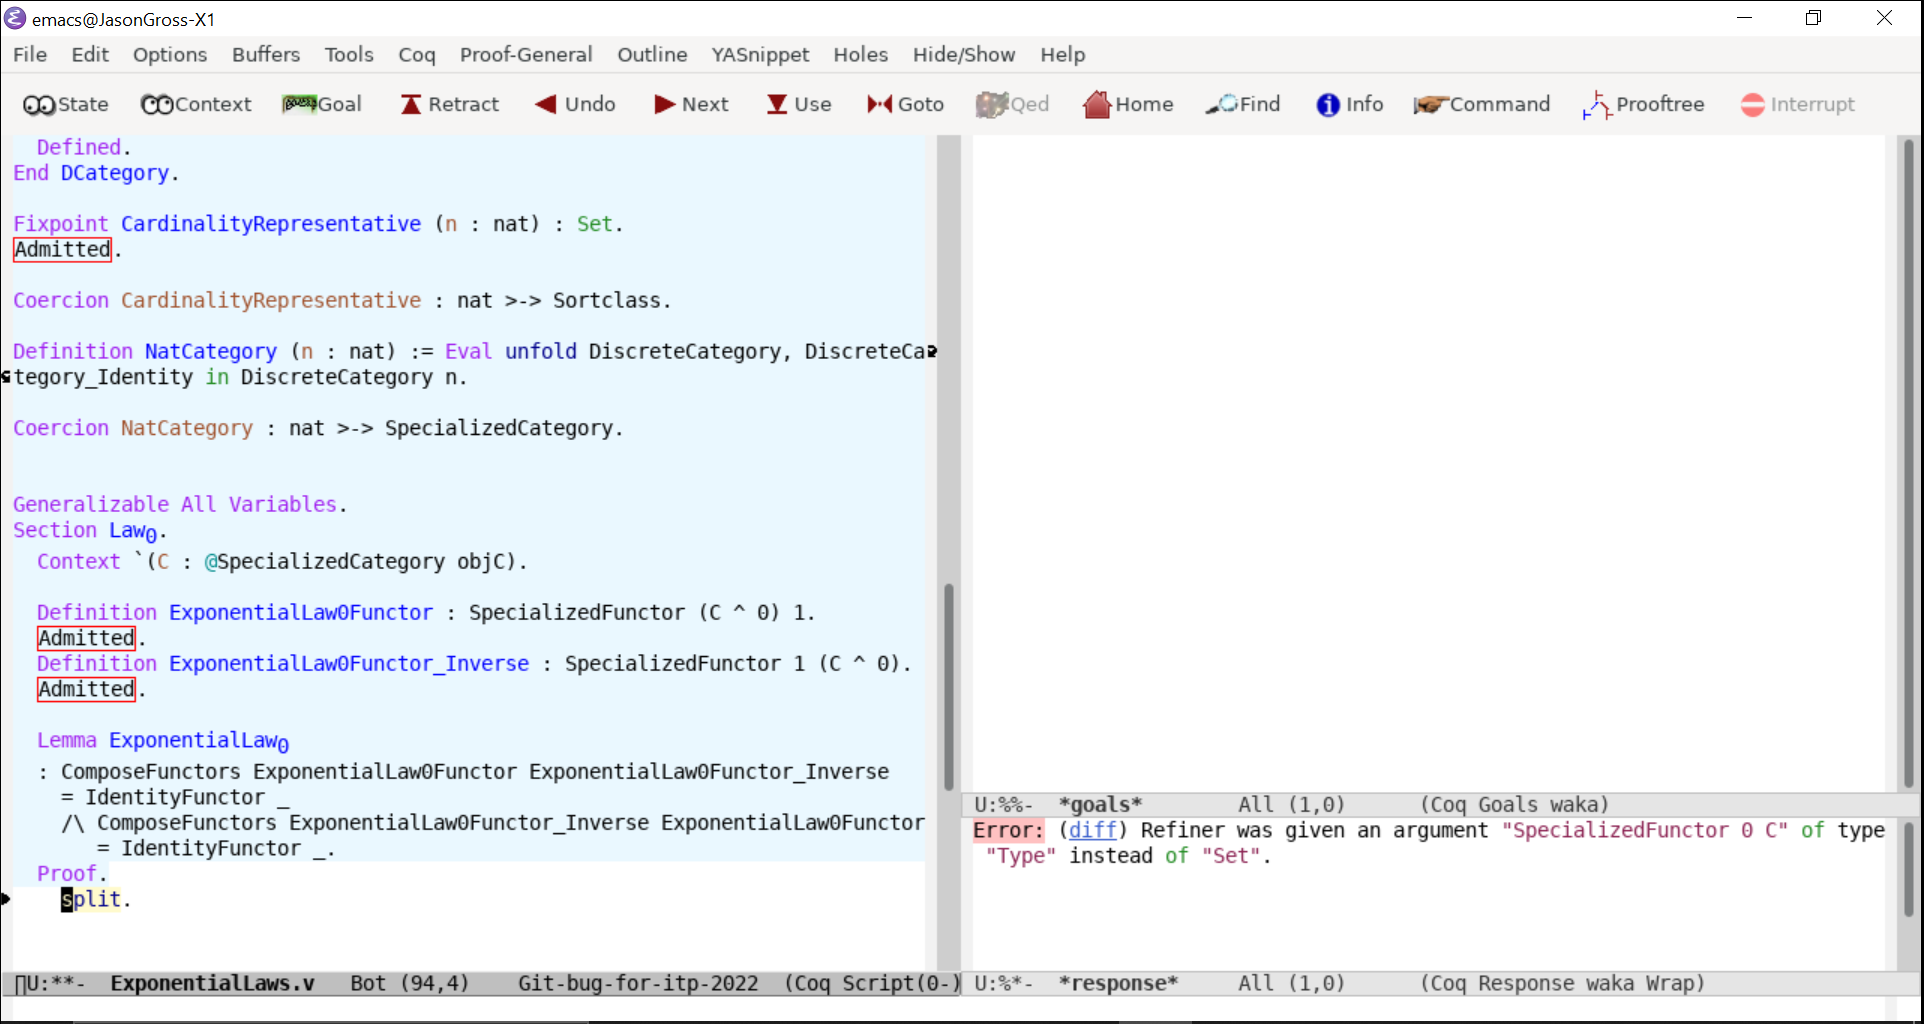 emacs@JasonGross-X1
File Edit Options Buffers Tools Coq Proof-General Outline YASnippet Holes Hide/Show Help
State Context Goal Retract Undo Next Use Goto Qed Home Find Info Command Prooftree Interrupt
Defined.
End DCategory.
Fixpoint CardinalityRepresentative (n : nat) : Set.
Admitted.
Coercion CardinalityRepresentative : nat >-> Sortclass.
Definition NatCategory (n : nat) := Eval unfold DiscreteCategory, DiscreteCa
tegory_Identity in DiscreteCategory n.
Coercion NatCategory : nat >-> SpecializedCategory.
Generalizable All Variables.
Section Law₀.
Context `(C : @SpecializedCategory objC).
Definition ExponentialLaw0Functor : SpecializedFunctor (C ^ 0) 1.
Admitted.
Definition ExponentialLaw0Functor_Inverse : SpecializedFunctor 1 (C ^ 0).
Admitted.
Lemma ExponentialLaw₀
: ComposeFunctors ExponentialLaw0Functor ExponentialLaw0Functor_Inverse
= IdentityFunctor _
/\ ComposeFunctors ExponentialLaw0Functor_Inverse ExponentialLaw0Functor
= IdentityFunctor _.
Proof.
split.
U:**- ExponentialLaws.v Bot (94,4) Git-bug-for-itp-2022 (Coq Script(0-)
U:%%- *goals* All (1,0) (Coq Goals waka)
Error: (diff) Refiner was given an argument "SpecializedFunctor 0 C" of type
"Type" instead of "Set".
U:%*- *response* All (1,0) (Coq Response waka Wrap)